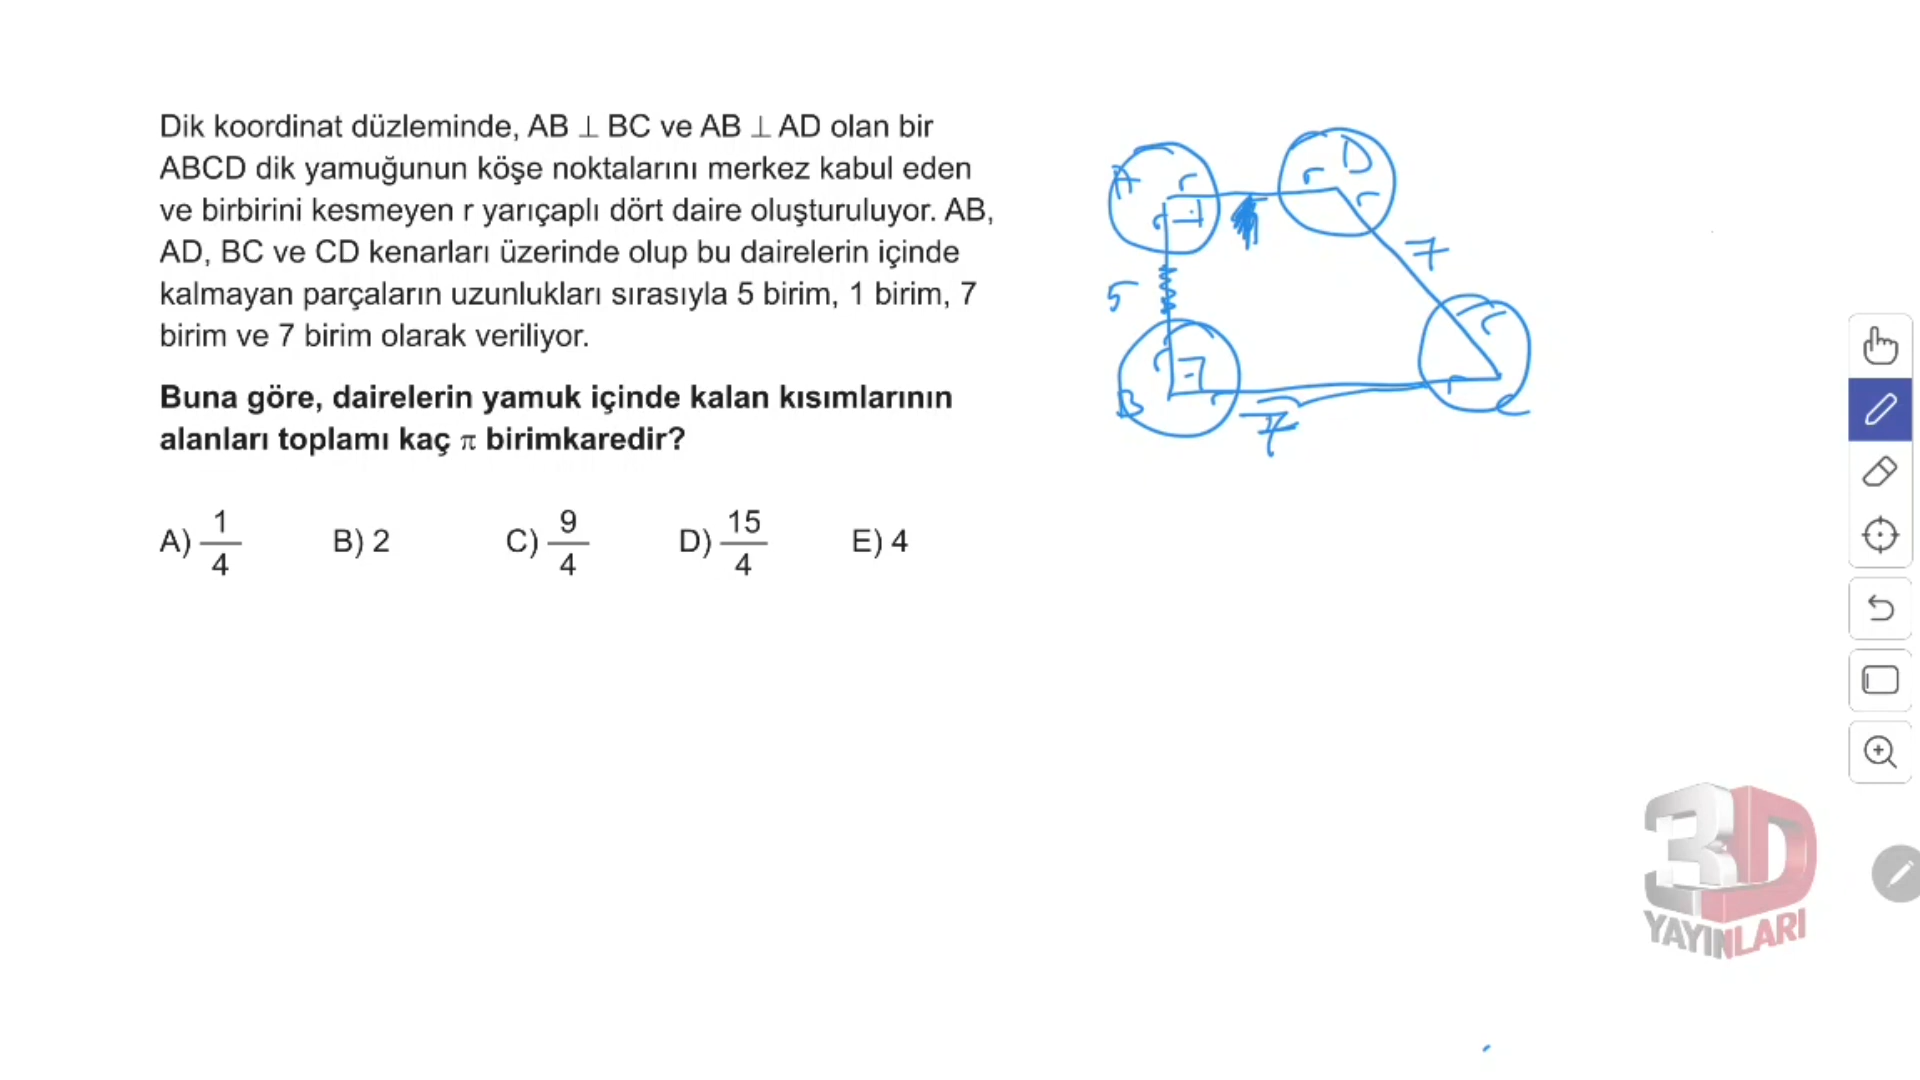 Dik koordinat düzleminde, AB ⊥ BC ve AB ⊥ AD olan bir
ABCD dik yamuğunun köşe noktalarını merkez kabul eden
ve birbirini kesmeyen r yarıçaplı dört daire oluşturuluyor. AB,
AD, BC ve CD kenarları üzerinde olup bu dairelerin içinde
kalmayan parçaların uzunlukları sırasıyla 5 birim, 1 birim, 7
birim ve 7 birim olarak veriliyor.
Buna göre, dairelerin yamuk içinde kalan kısımlarının
alanları toplamı kaç π birimkaredir?
A) 1/4 B) 2 C) 9/4 D) 15/4 E) 4
A r r D
r r
7
5
r r
B r 7 r C
3D
YAYINLARI